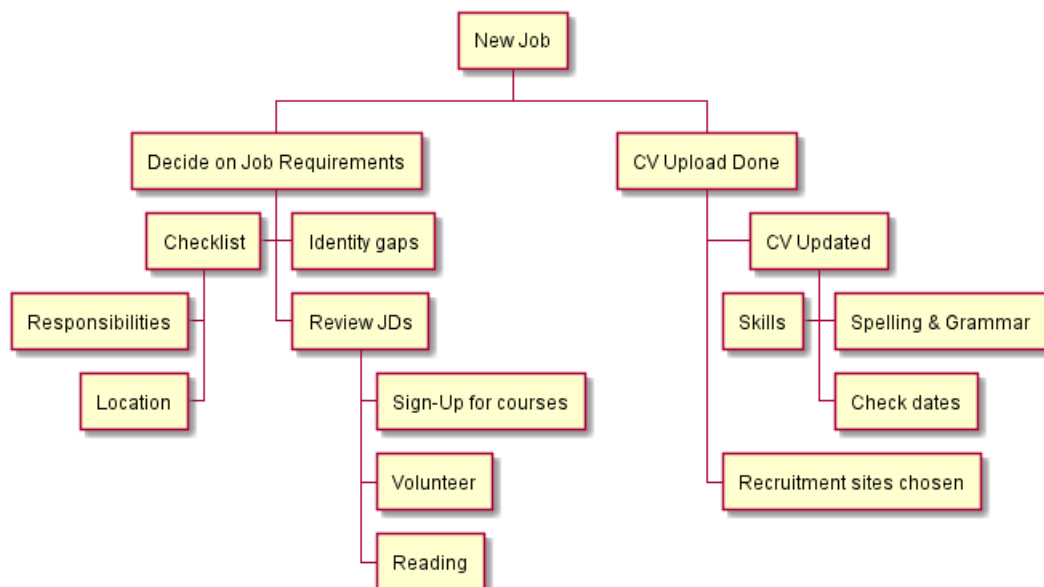 New Job
Decide on Job Requirements
CV Upload Done
Checklist
Identity gaps
CV Updated
Responsibilities
Review JDs
Skills
Spelling & Grammar
Location
Sign-Up for courses
Check dates
Volunteer
Recruitment sites chosen
Reading